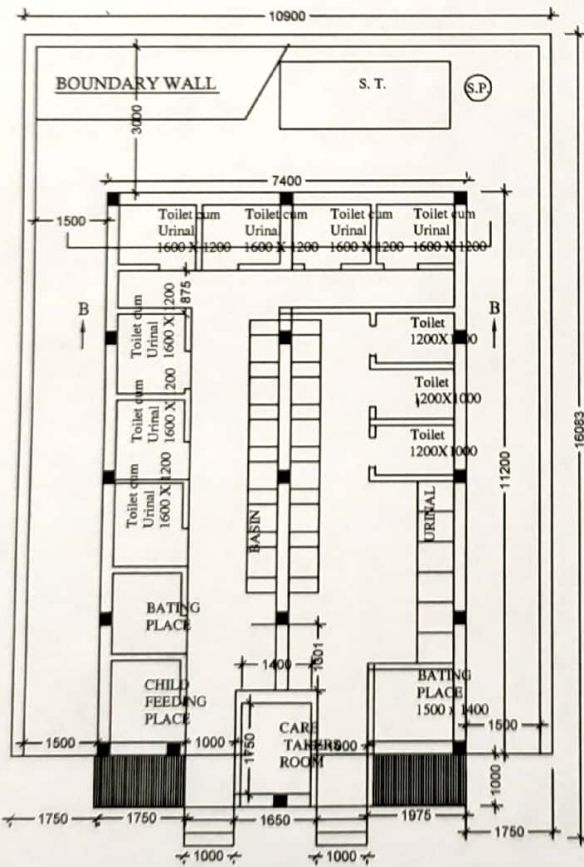 10900
BOUNDARY WALL
S. T.
S.P.
3000
7400
1500
Toilet cum
Urinal
1600 X 1200
Toilet cum
Urinal
1600 X 1200
Toilet cum
Urinal
1600 X 1200
Toilet cum
Urinal
1600 X 1200
875
B
B
Toilet cum
Urinal
1600 X 1200
Toilet cum
Urinal
1600 X 1200
Toilet cum
Urinal
1600 X 1200
Toilet
Toilet
1200X1000
Toilet
1200X1000
16083
11200
BASIN
URINAL
BATING
PLACE
1400
CHILD
FEEDING
PLACE
BATING
PLACE
1500 x 1400
CARE
TAKERS
ROOM
1750
1500
1000
1500
1000
1750
1750
1650
1975
1750
1000
1000